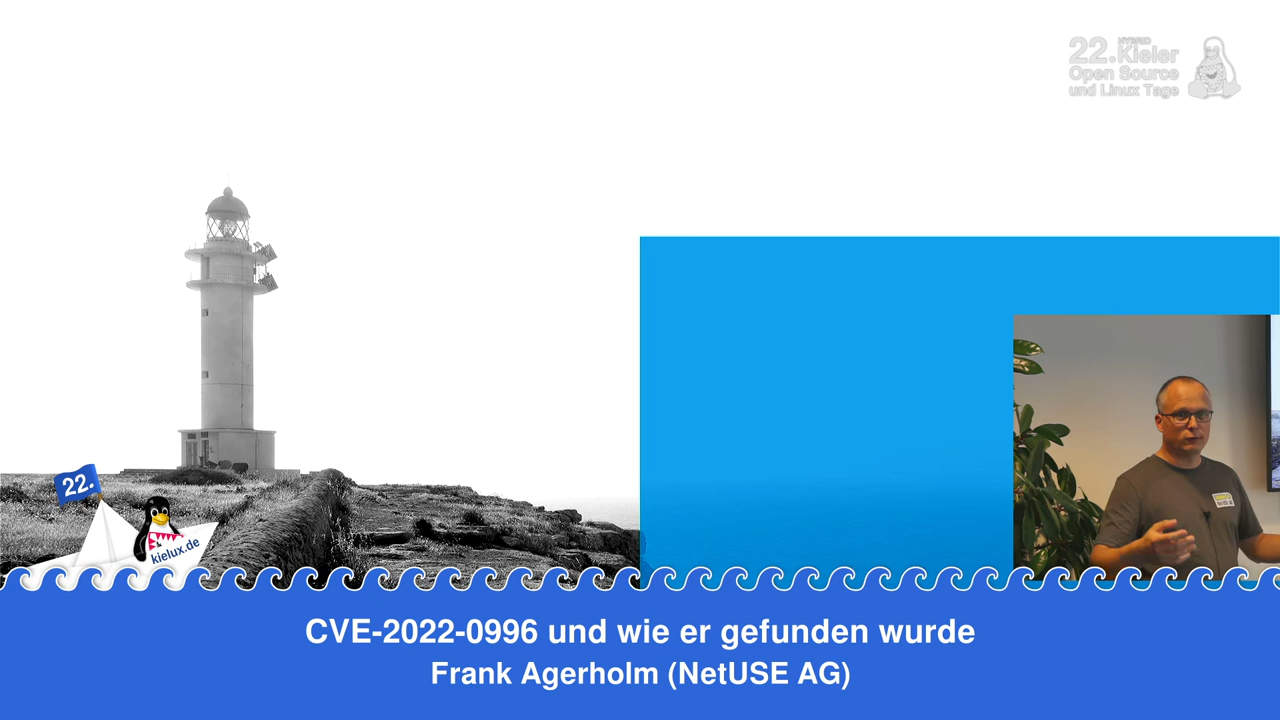 HYBRID
22. Kieler
Open Source
und Linux Tage
22.
kielux.de
CVE-2022-0996 und wie er gefunden wurde
Frank Agerholm (NetUSE AG)